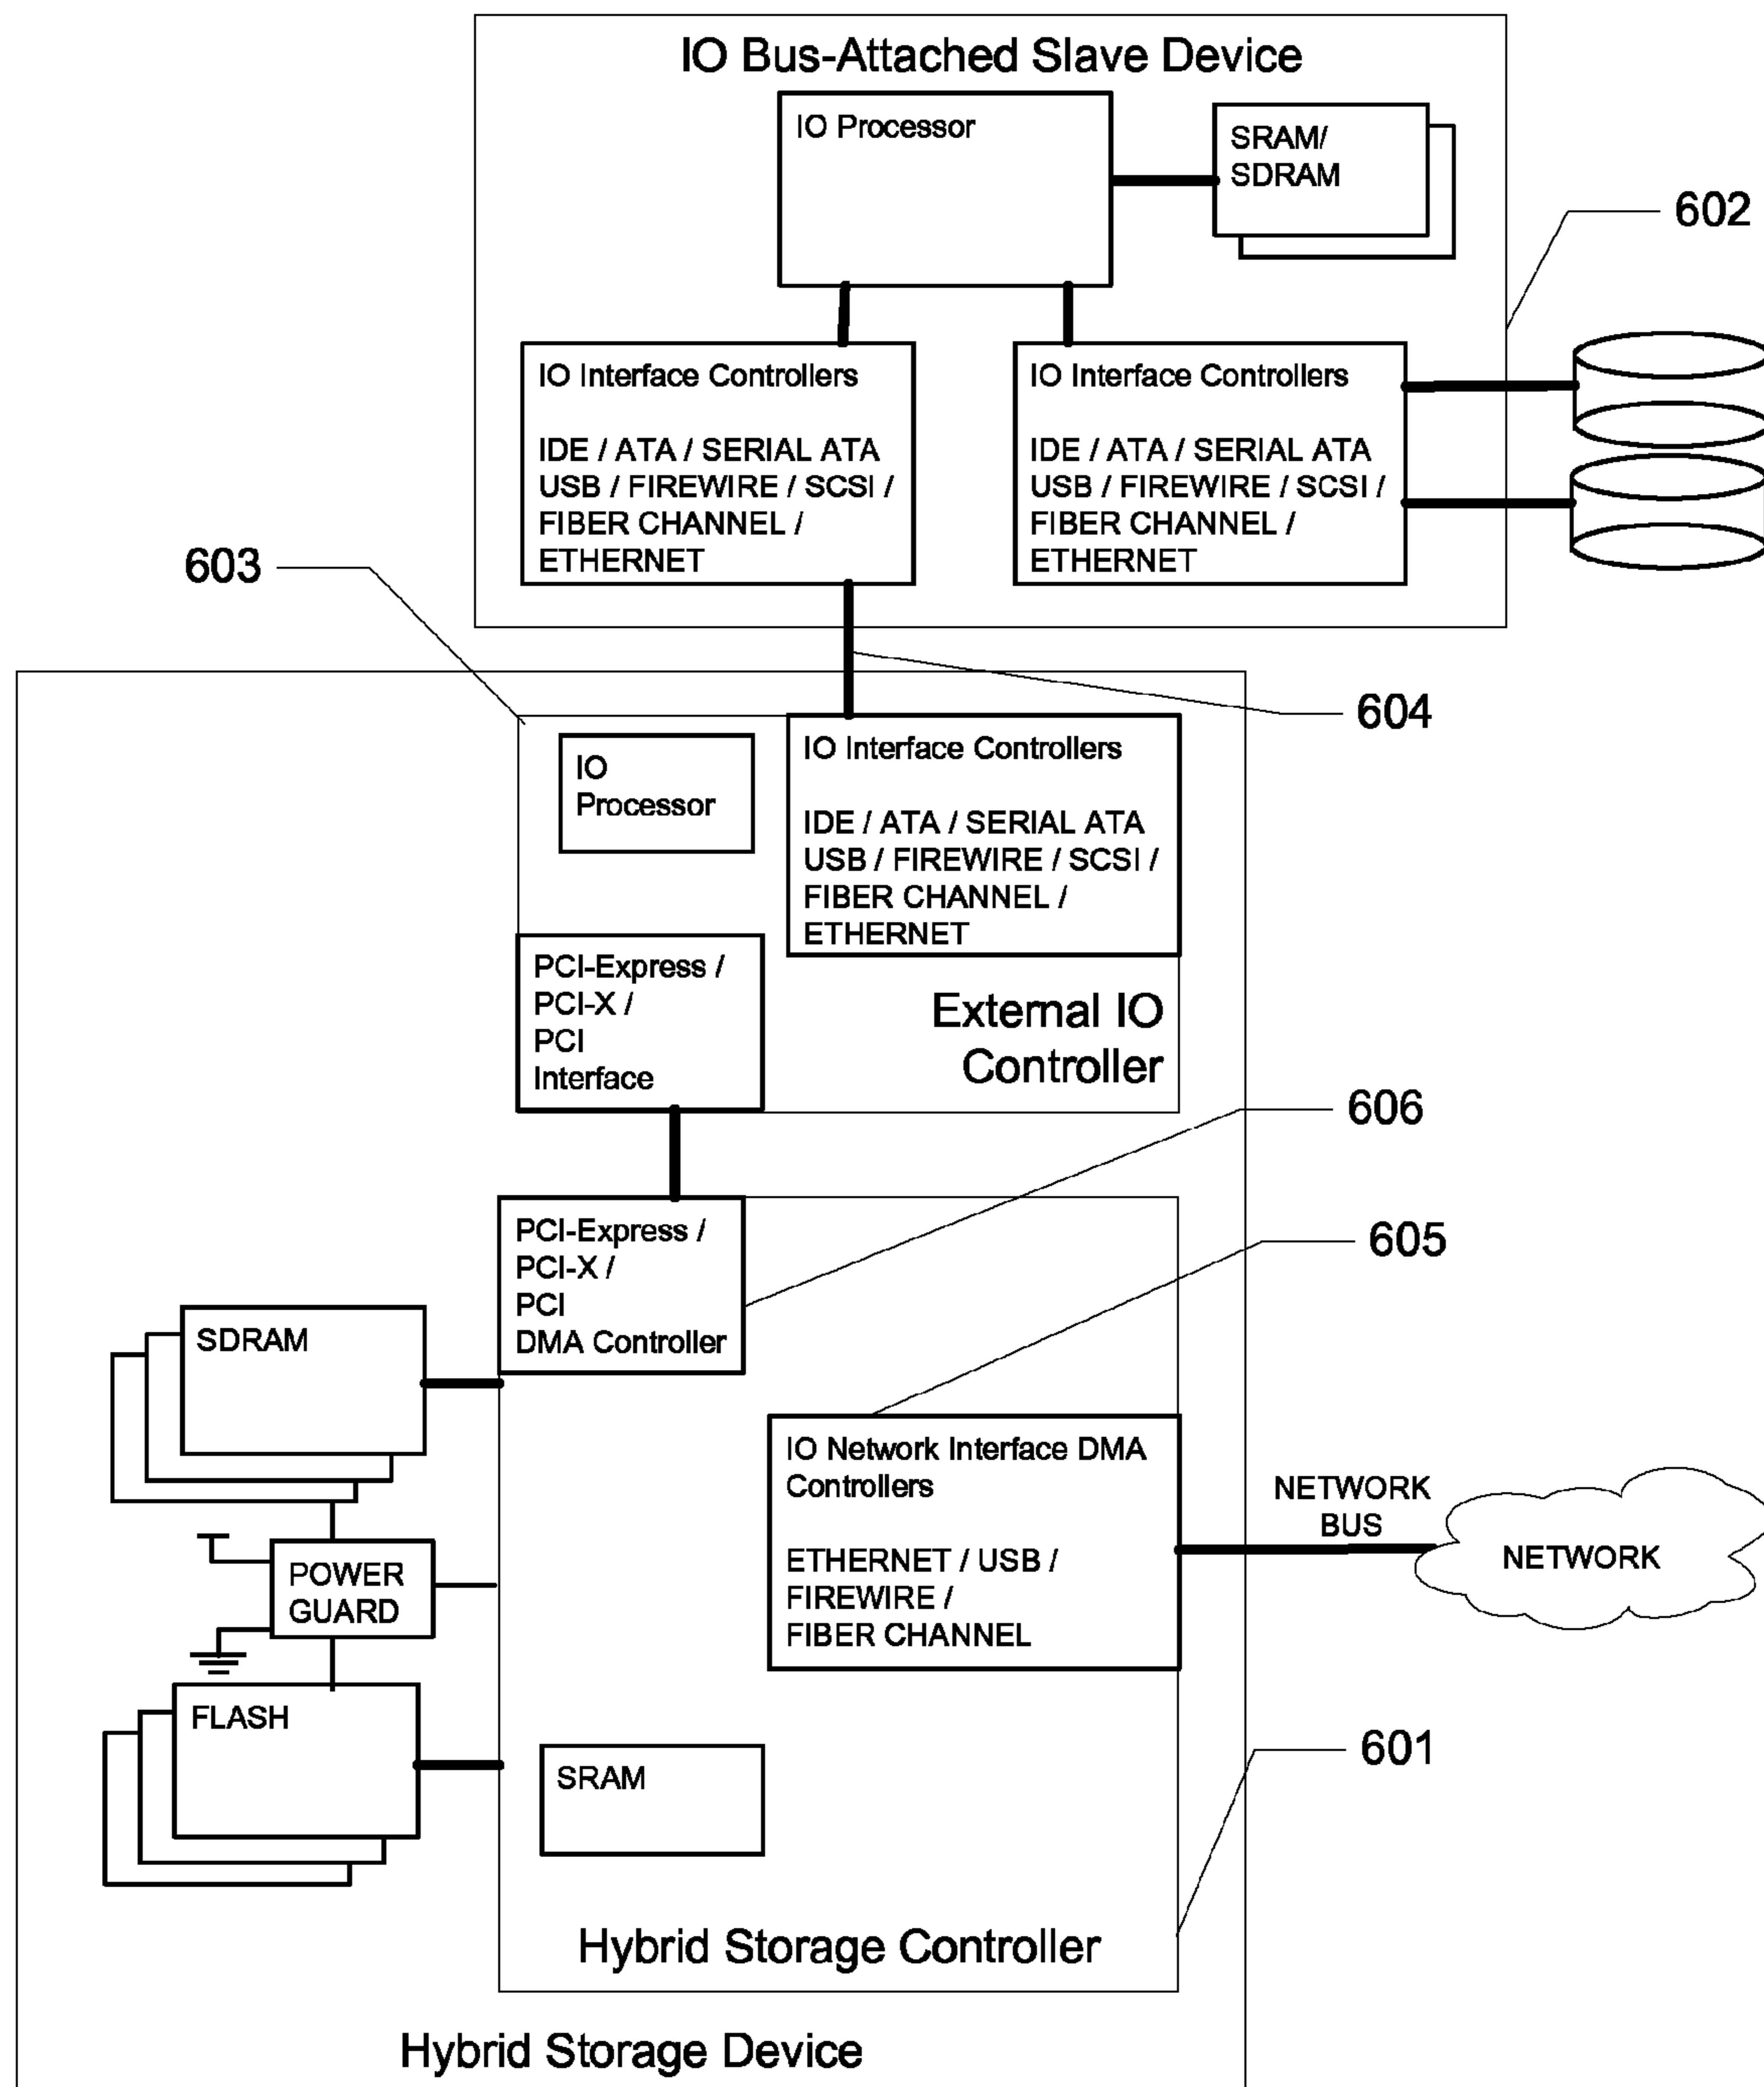 IO Bus-Attached Slave Device
IO Processor
SRAM/
SDRAM
602
IO Interface Controllers
IDE / ATA / SERIAL ATA
USB / FIREWIRE / SCSI /
FIBER CHANNEL /
ETHERNET
IO Interface Controllers
IDE / ATA / SERIAL ATA
USB / FIREWIRE / SCSI /
FIBER CHANNEL /
ETHERNET
603
604
IO
Processor
IO Interface Controllers
IDE / ATA / SERIAL ATA
USB / FIREWIRE / SCSI /
FIBER CHANNEL /
ETHERNET
PCI-Express /
PCI-X /
PCI
Interface
External IO
Controller
606
PCI-Express /
PCI-X /
PCI
DMA Controller
605
SDRAM
IO Network Interface DMA
Controllers
ETHERNET / USB /
FIREWIRE /
FIBER CHANNEL
NETWORK
BUS
NETWORK
POWER
GUARD
FLASH
SRAM
601
Hybrid Storage Controller
Hybrid Storage Device